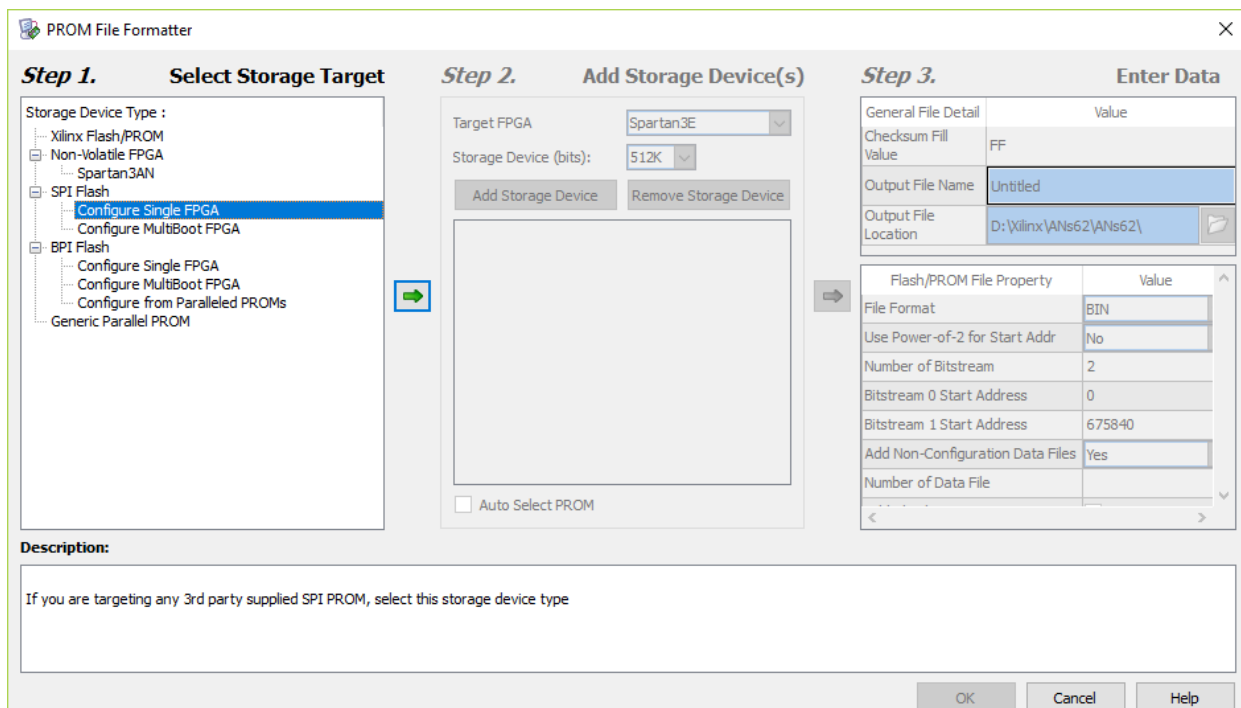 PROM File Formatter
Step 1. Select Storage Target
Storage Device Type :
Xilinx Flash/PROM
Non-Volatile FPGA
Spartan3AN
SPI Flash
Configure Single FPGA
Configure MultiBoot FPGA
BPI Flash
Configure Single FPGA
Configure MultiBoot FPGA
Configure from Paralleled PROMs
Generic Parallel PROM
Step 2. Add Storage Device(s)
Target FPGA Spartan3E
Storage Device (bits): 512K
Add Storage Device Remove Storage Device
Auto Select PROM
Step 3. Enter Data
General File Detail Value
Checksum Fill
Value
FF
Output File Name Untitled
Output File
Location
D:\Xilinx\ANs62\ANs62\
Flash/PROM File Property Value
File Format BIN
Use Power-of-2 for Start Addr No
Number of Bitstream 2
Bitstream 0 Start Address 0
Bitstream 1 Start Address 675840
Add Non-Configuration Data Files Yes
Number of Data File
Description:
If you are targeting any 3rd party supplied SPI PROM, select this storage device type
OK Cancel Help